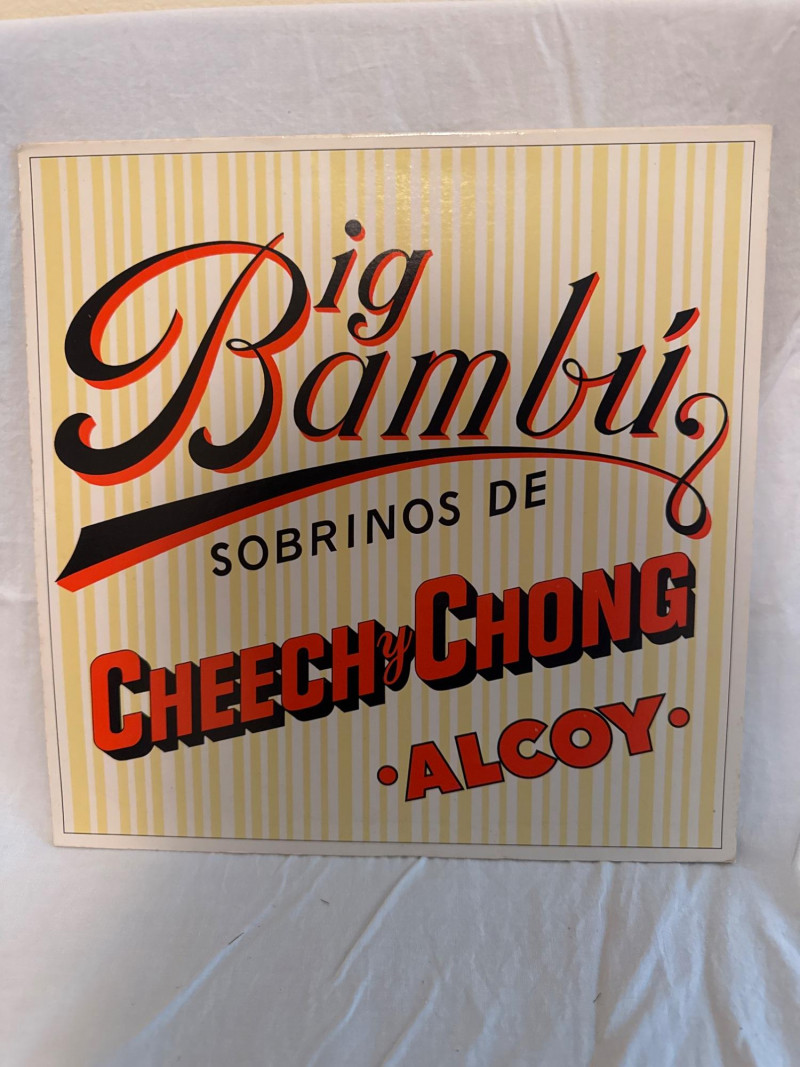 Big
Bambú
SOBRINOS DE
CHEECH y CHONG
•ALCOY•